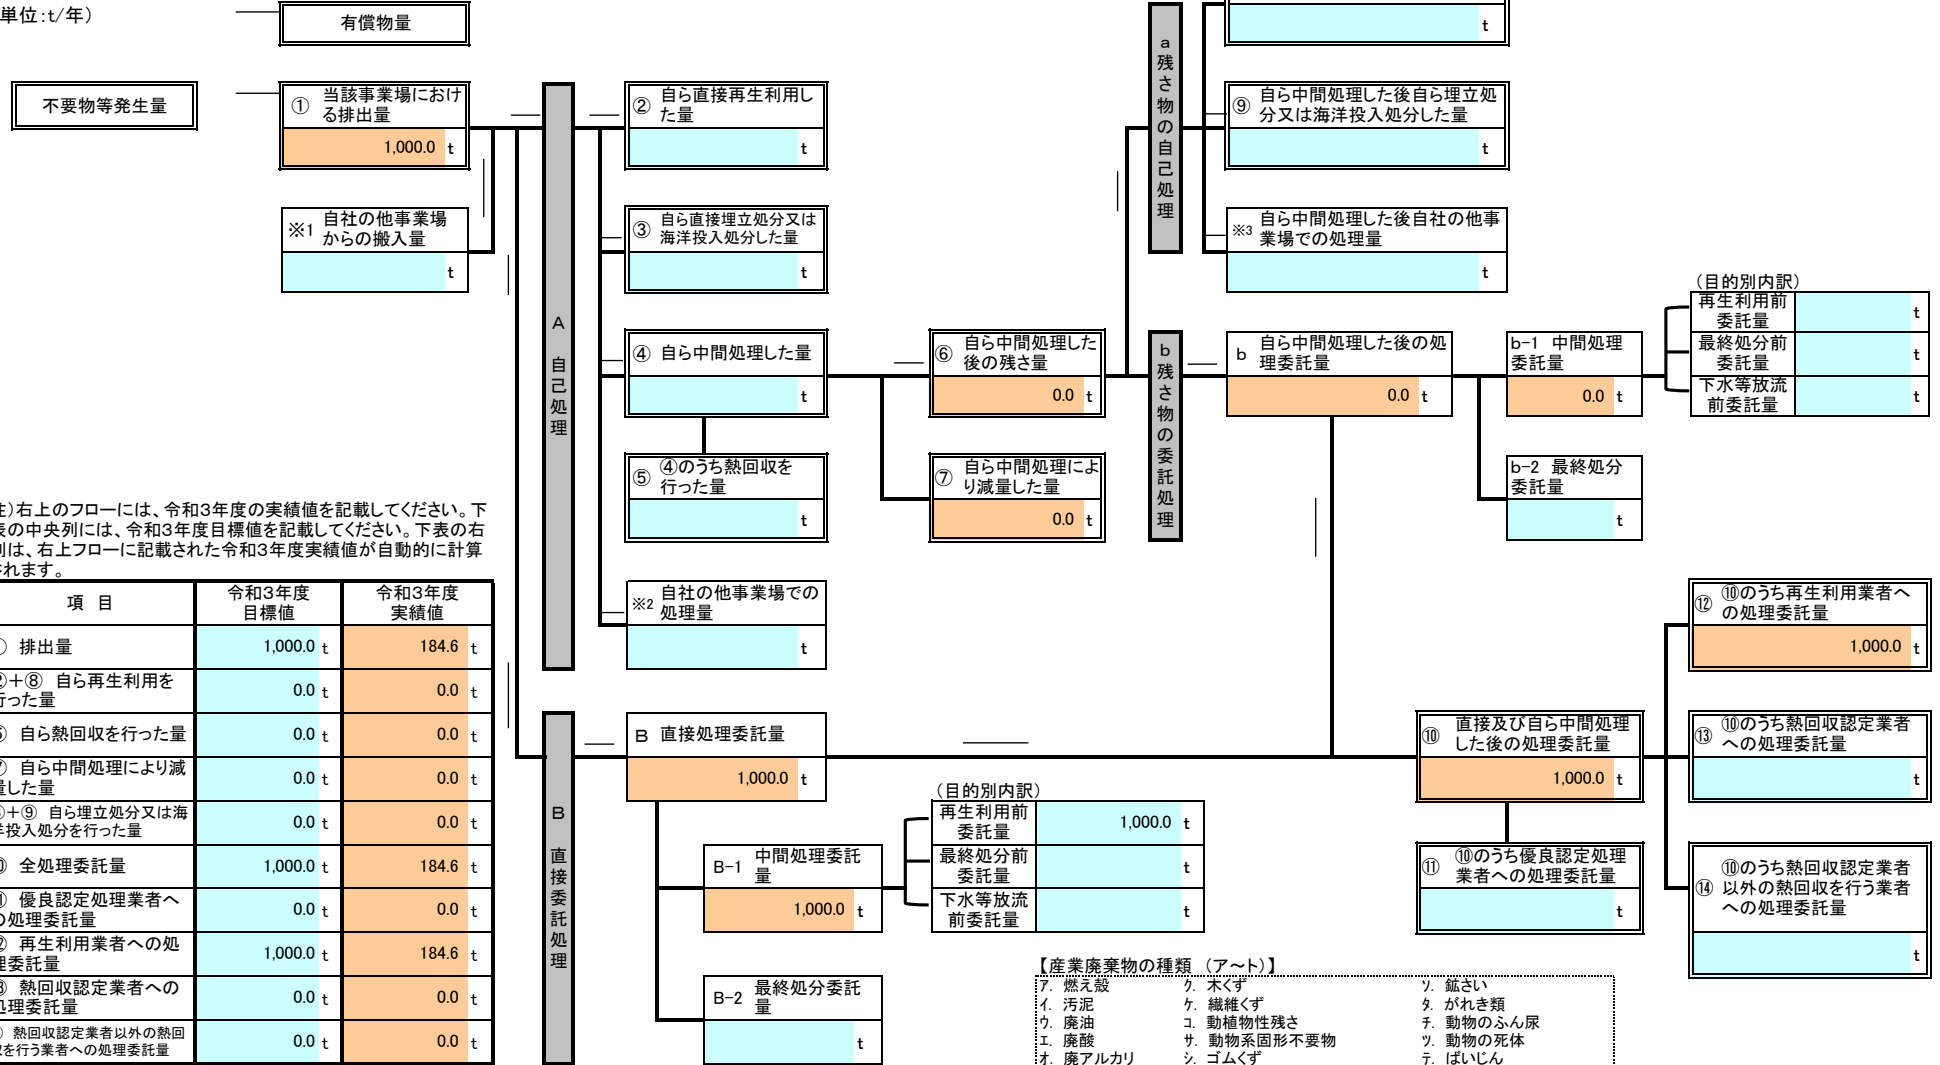 単位:t/年)
有償物量
不要物等発生量
① 当該事業場におけ
る排出量
1,000.0 t
※1 自社の他事業場
からの搬入量
t
A 自己処理
② 自ら直接再生利用し
た量
t
③ 自ら直接埋立処分又は
海洋投入処分した量
t
④ 自ら中間処理した量
t
⑤ ④のうち熱回収を
行った量
t
※2 自社の他事業場での
処理量
t
⑥ 自ら中間処理した
後の残さ量
0.0 t
⑦ 自ら中間処理によ
り減量した量
0.0 t
a 残さ物の自己処理
t
⑨ 自ら中間処理した後自ら埋立処
分又は海洋投入処分した量
t
※3 自ら中間処理した後自社の他事
業場での処理量
t
b 残さ物の委託処理
b 自ら中間処理した後の処
理委託量
0.0 t
b-1 中間処理
委託量
0.0 t
b-2 最終処分
委託量
t
(目的別内訳)
再生利用前
委託量
t
最終処分前
委託量
t
下水等放流
前委託量
t
注)右上のフローには、令和3年度の実績値を記載してください。下
表の中央列には、令和3年度目標値を記載してください。下表の右
列は、右上フローに記載された令和3年度実績値が自動的に計算
されます。
項 目
令和3年度
目標値
令和3年度
実績値
① 排出量 1,000.0 t 184.6 t
②+⑧ 自ら再生利用を
行った量 0.0 t 0.0 t
⑤ 自ら熱回収を行った量 0.0 t 0.0 t
⑦ 自ら中間処理により減
量した量 0.0 t 0.0 t
③+⑨ 自ら埋立処分又は海
洋投入処分を行った量 0.0 t 0.0 t
⑩ 全処理委託量 1,000.0 t 184.6 t
⑪ 優良認定処理業者へ
の処理委託量 0.0 t 0.0 t
⑫ 再生利用業者への処
理委託量 1,000.0 t 184.6 t
⑬ 熱回収認定業者への
処理委託量 0.0 t 0.0 t
⑭ 熱回収認定業者以外の熱回
収を行う業者への処理委託量 0.0 t 0.0 t
B 直接委託処理
B 直接処理委託量
1,000.0 t
B-1 中間処理委託
量
1,000.0 t
B-2 最終処分委託
量
t
(目的別内訳)
再生利用前
委託量
1,000.0 t
最終処分前
委託量
t
下水等放流
前委託量
t
⑩ 直接及び自ら中間処理
した後の処理委託量
1,000.0 t
⑪ ⑩のうち優良認定処理
業者への処理委託量
t
⑫ ⑩のうち再生利用業者へ
の処理委託量
1,000.0 t
⑬ ⑩のうち熱回収認定業者
への処理委託量
t
⑭ ⑩のうち熱回収認定業者
以外の熱回収を行う業者
への処理委託量
t
【産業廃棄物の種類 (ア~ト)】
ア. 燃え殻 ク. 木くず ソ. 鉱さい
イ. 汚泥 ケ. 繊維くず タ. がれき類
ウ. 廃油 コ. 動植物性残さ チ. 動物のふん尿
エ. 廃酸 サ. 動物系固形不要物 ツ. 動物の死体
オ. 廃アルカリ シ. ゴムくず テ. ばいじん